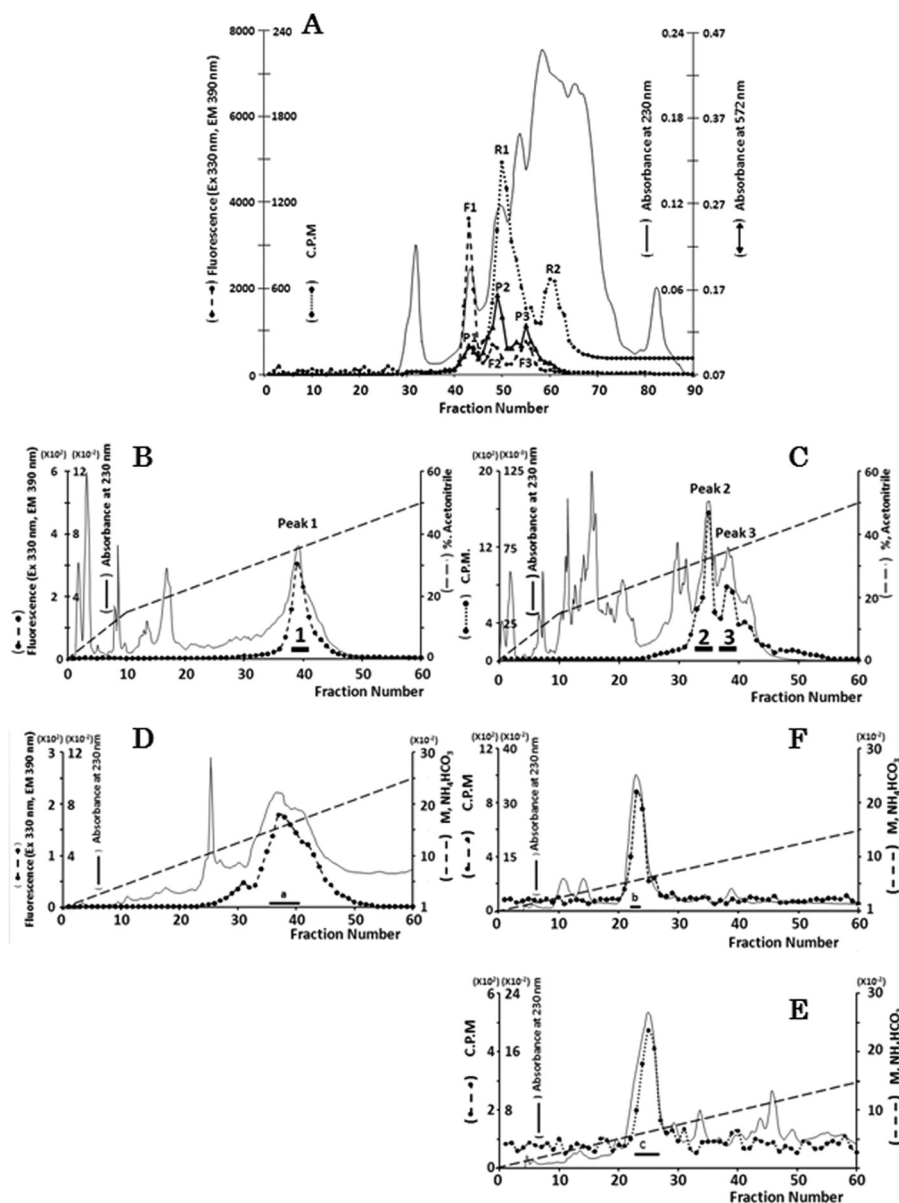 A
8000
6000
4000
2000
0
240
1800
1200
600
Fluorescence (Ex 330 nm, EM 390 nm)
C.P.M
0.24
0.18
0.12
0.06
0.47
0.37
0.27
0.17
0.07
Absorbance at 230 nm
Absorbance at 572 nm
F1
R1
R2
P2
P3
P1
F2
F3
0 10 20 30 40 50 60 70 80 90
Fraction Number
B
(X10²) (X10⁻²)
Fluorescence (Ex 330 nm, EM 390 nm)
Absorbance at 230 nm
6 12
4 8
2 4
0
Peak 1
1
60
40
20
0
%. Acetonitrile
0 10 20 30 40 50 60
Fraction Number
C
C.P.M.
Absorbance at 230 nm
20 125
12 75
4 25
0
Peak 2
Peak 3
2 3
60
40
20
0
%, Acetonitrile
0 10 20 30 40 50 60
Fraction Number
D
(X10²) (X10⁻²)
Fluorescence (Ex 330 nm, EM 390 nm)
Absorbance at 230 nm
3 12
2 8
1 4
0
a
(X10⁻²)
30
20
10
1
M, NH₄HCO₃
0 10 20 30 40 50 60
Fraction Number
F
(X10²) (X10⁻²)
C.P.M
Absorbance at 230 nm
12 40
8 30
4 15
0
b
(X10⁻²)
30
20
10
1
M, NH₄HCO₃
0 10 20 30 40 50 60
Fraction Number
E
(X10²) (X10⁻²)
C.P.M
Absorbance at 230 nm
6 24
4 16
2 8
0
c
(X10⁻²)
30
20
10
1
M, NH₄HCO₃
0 10 20 30 40 50 60
Fraction Number